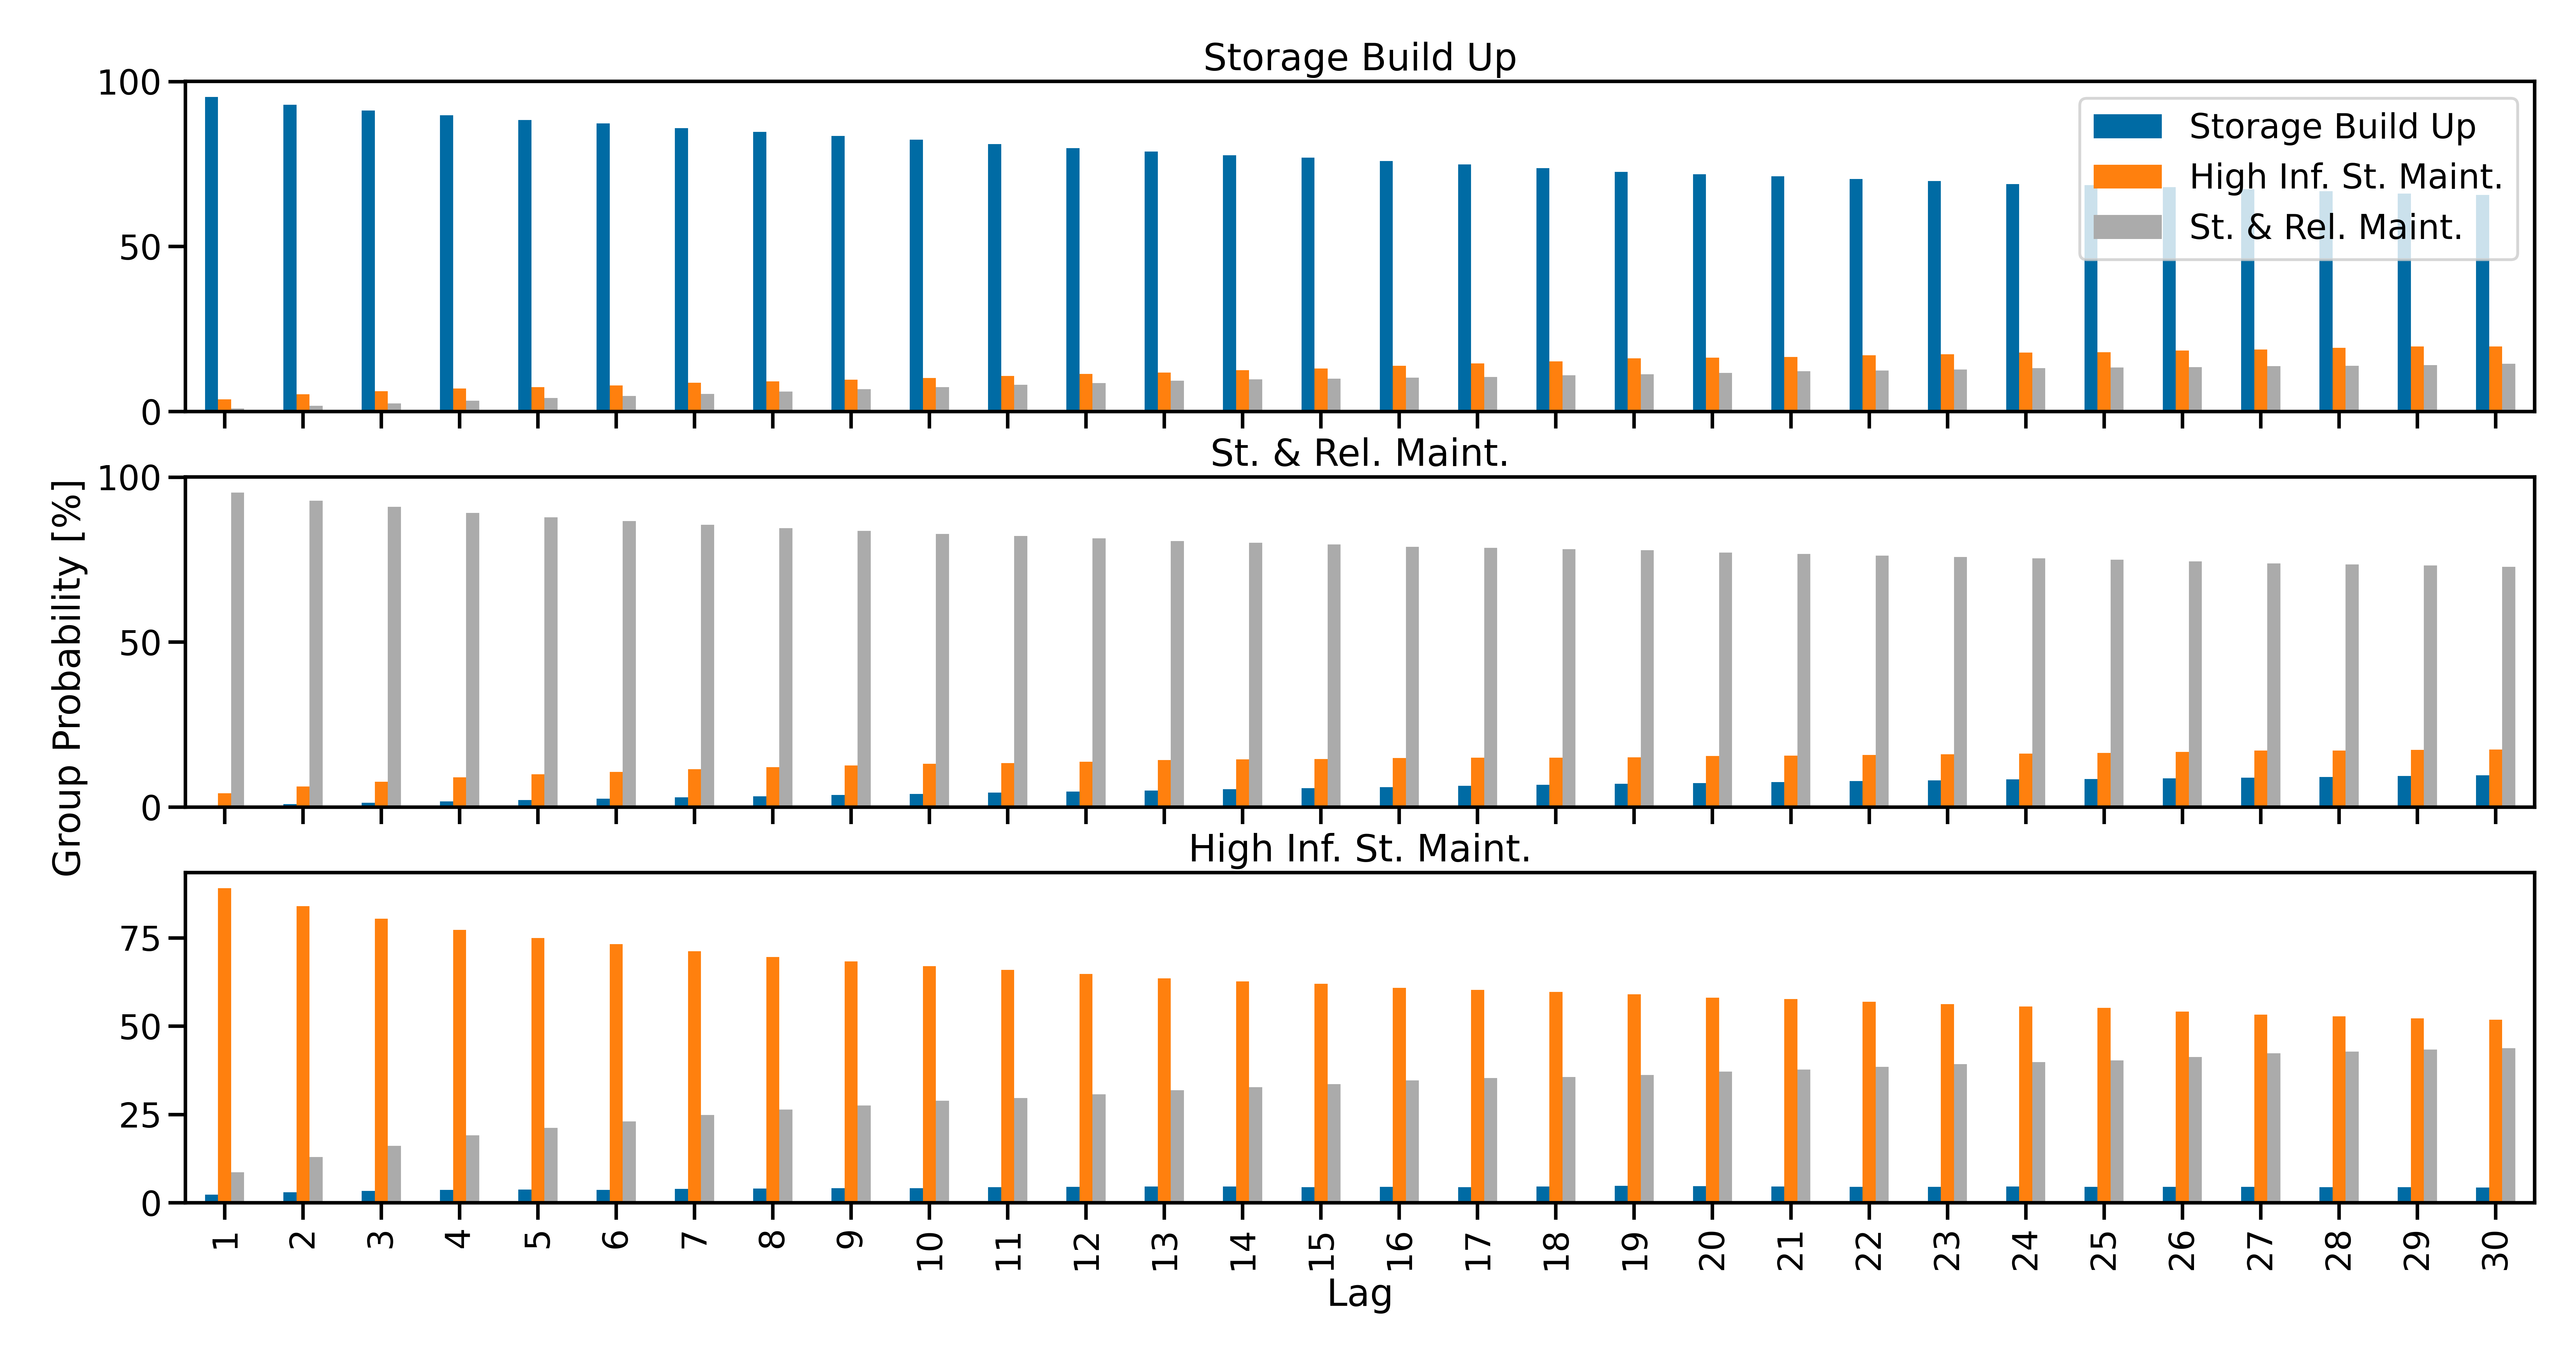 Storage Build Up
100
50
0
Storage Build Up
High Inf. St. Maint.
St. & Rel. Maint.
St. & Rel. Maint.
100
50
0
Group Probability [%]
High Inf. St. Maint.
75
50
25
0
1 2 3 4 5 6 7 8 9 10 11 12 13 14 15 16 17 18 19 20 21 22 23 24 25 26 27 28 29 30
Lag